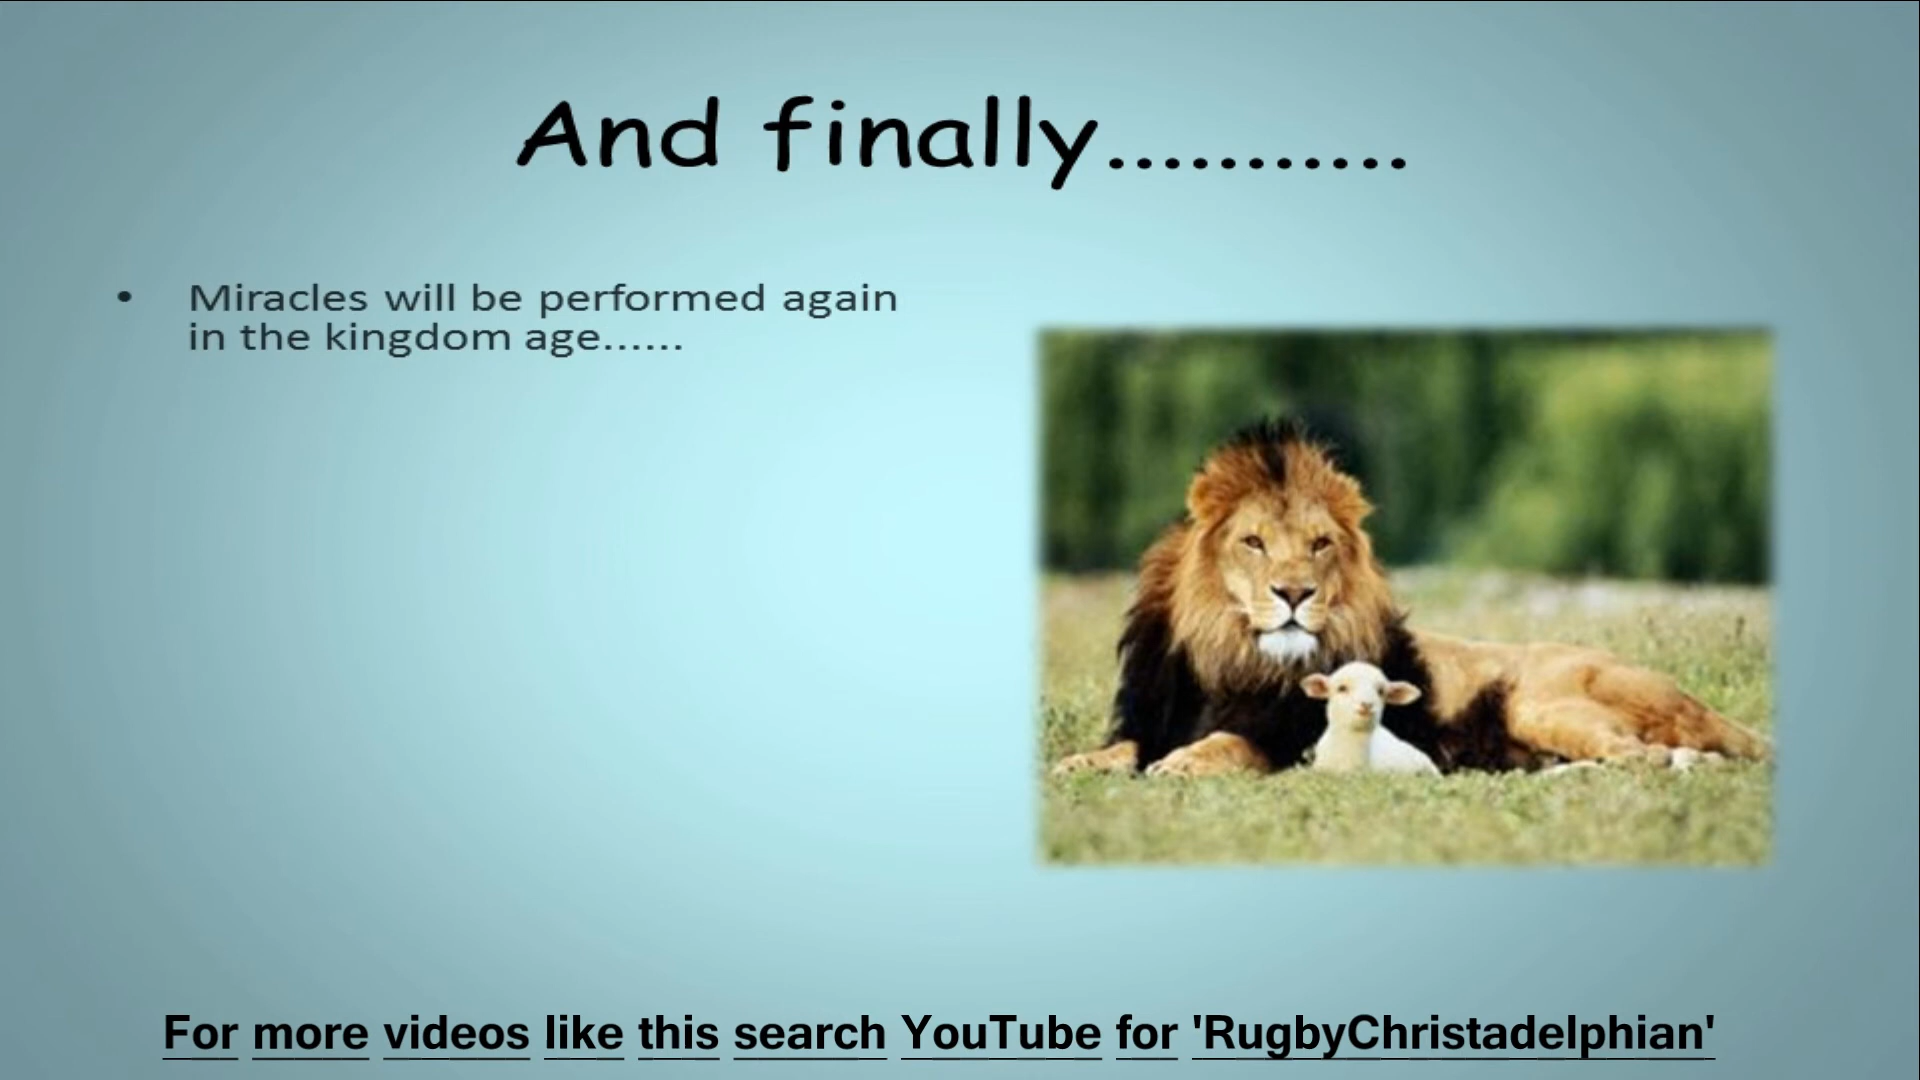 And finally...........
• Miracles will be performed again
in the kingdom age......
For more videos like this search YouTube for 'RugbyChristadelphian'